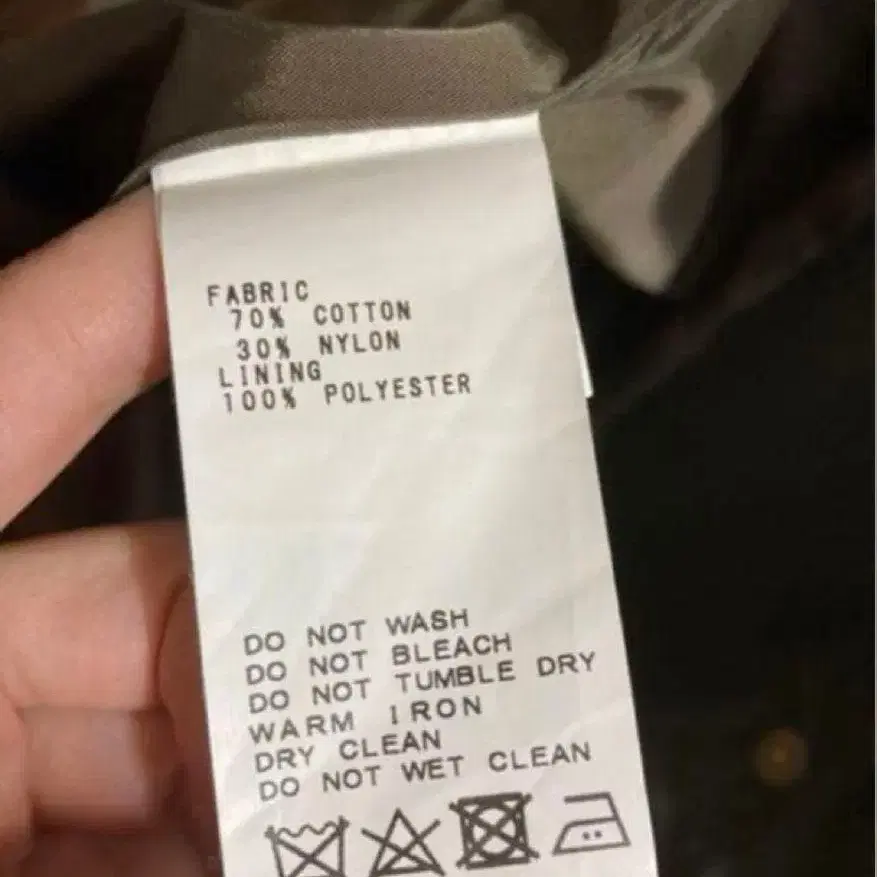 FABRIC
70% COTTON
30% NYLON
LINING
100% POLYESTER
DO NOT WASH
DO NOT BLEACH
DO NOT TUMBLE DRY
WARM IRON
DRY CLEAN
DO NOT WET CLEAN